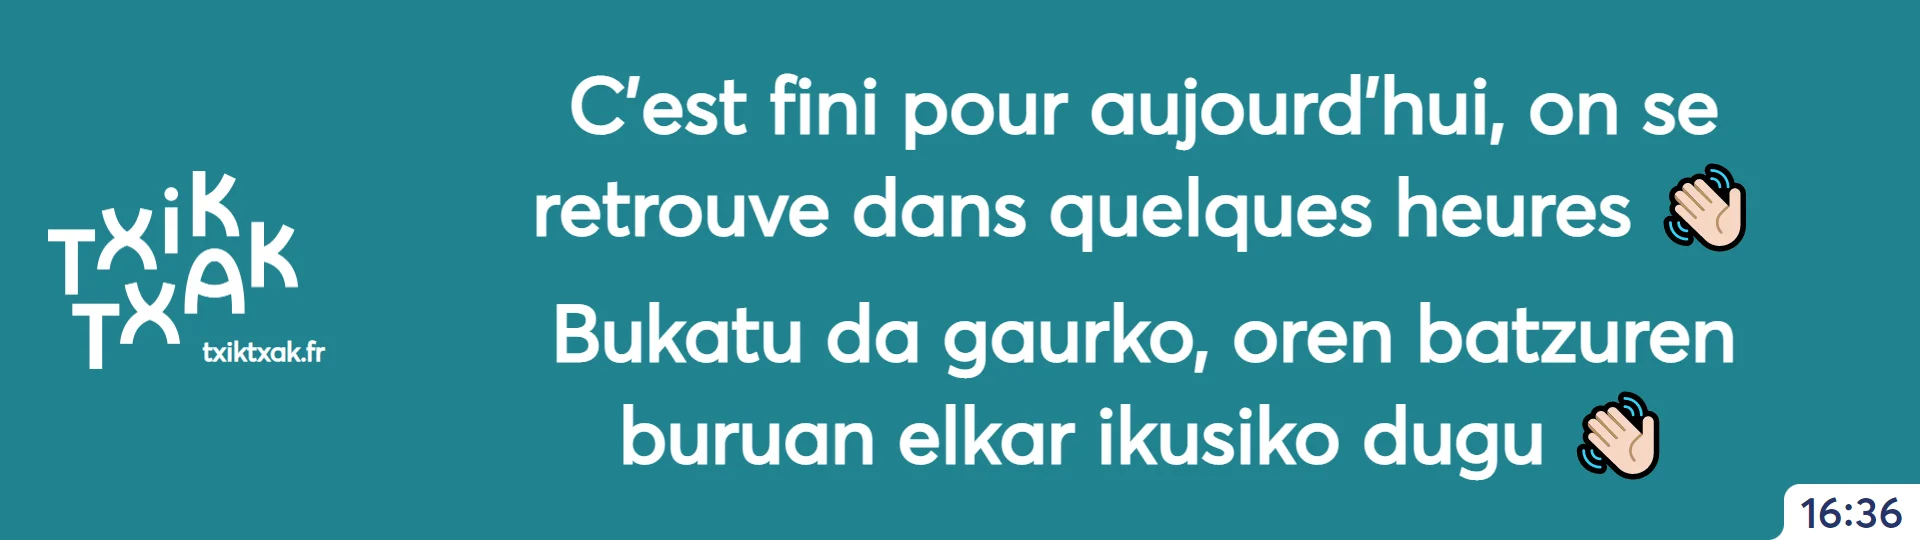 TXiK
TXAK
txiktxak.fr
C'est fini pour aujourd'hui, on se
retrouve dans quelques heures 👋🏻
Bukatu da gaurko, oren batzuren
buruan elkar ikusiko dugu 👋🏻
16:36